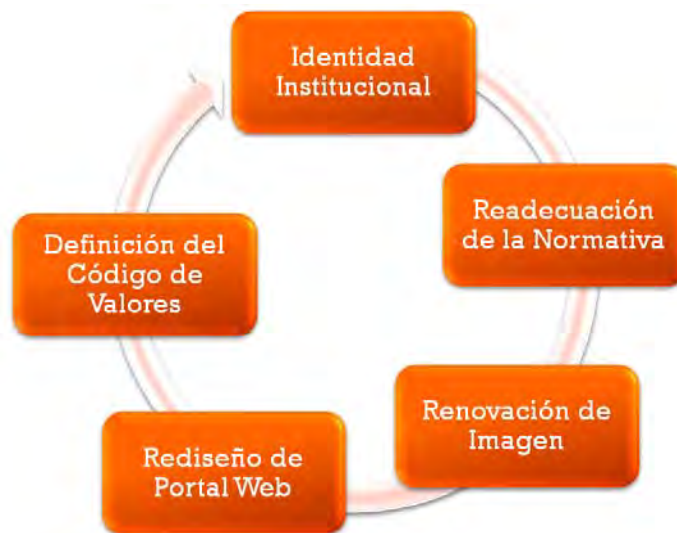 Identidad
Institucional
Readecuación
de la Normativa
Renovación de
Imagen
Rediseño de
Portal Web
Definición del
Código de
Valores